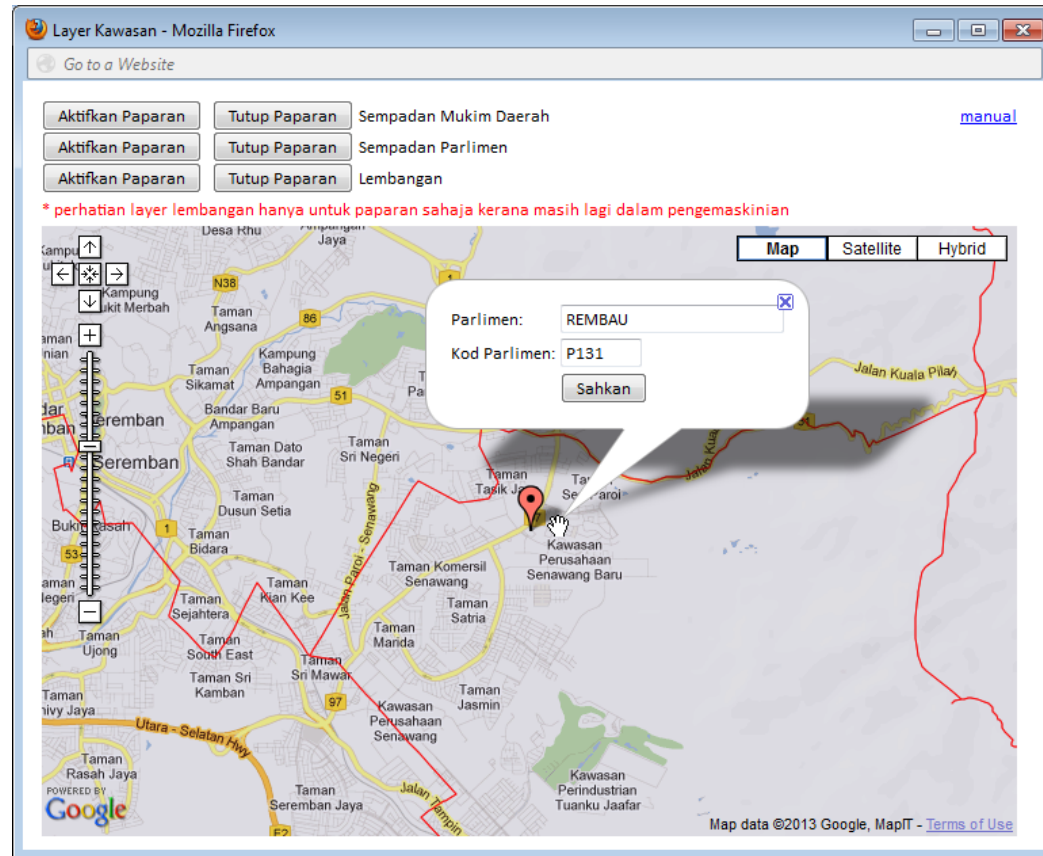 Layer Kawasan - Mozilla Firefox
Go to a Website
Aktifkan Paparan Tutup Paparan Sempadan Mukim Daerah manual
Aktifkan Paparan Tutup Paparan Sempadan Parlimen
Aktifkan Paparan Tutup Paparan Lembangan
* perhatian layer lembangan hanya untuk paparan sahaja kerana masih lagi dalam pengemaskinian
Desa Rhu
Jaya
Map Satellite Hybrid
Kampung
Bukit Merbah
N38
Taman
Angsana
86
Kampung
Bahagia
Ampangan
Taman
Sikamat
51
Parlimen: REMBAU
Kod Parlimen: P131
Sahkan
Jalan Kuala Pilah
Bandar Baru
Ampangan
Seremban
Taman Dato
Shah Bandar
Taman
Sri Negeri
Seremban
Taman
Dusun Setia
Taman
Jalan Paroi - Senawang
1
Taman
Bidara
53
Kawasan
Perusahaan
Senawang Baru
Taman Komersil
Senawang
Taman
Kian Kee
Taman
Sejahtera
Taman
Satria
Taman
Marida
Taman
Ujong
Taman
South East
Taman
Sri Mawar
Taman Sri
Kamban
Taman
Jasmin
97
Kawasan
Perusahaan
Senawang
Taman
Utara - Selatan Hwy
Taman
Rasah Jaya
Kawasan
Perindustrian
Tuanku Jaafar
Taman
Seremban Jaya
Jalan Tampin
E2
POWERED BY
Google
Map data ©2013 Google, MapIT - Terms of Use